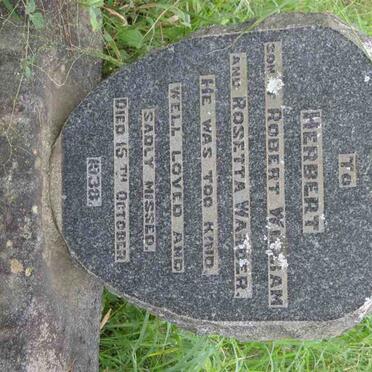 TO
HERBERT
SON OF ROBERT WILLIAM
AND ROSETTA WALTER
HE WAS TOO KIND
WELL LOVED AND
SADLY MISSED
DIED 15TH OCTOBER
1938